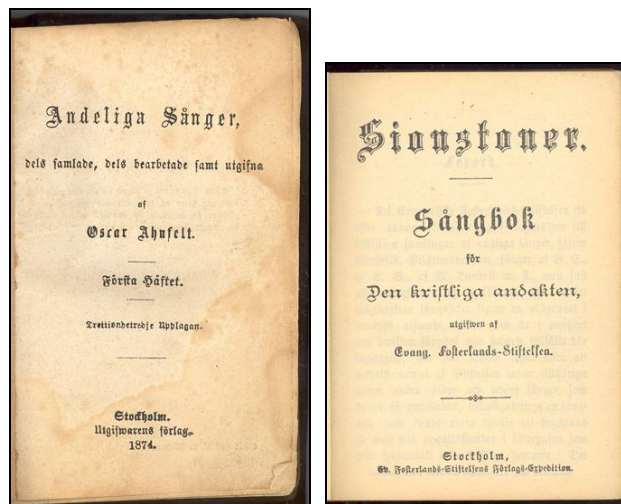 Andeliga Sånger,
dels samlade, dels bearbetade samt utgifna
af
Oscar Ahnfelt.
Första Häftet.
Trettiondetredje Upplagan.
Stockholm.
Utgifwarens förlag.
1874.
Sionstoner.
Sångbok
för
Den kristliga andakten,
utgifwen af
Evang. Fosterlands-Stiftelsen.
Stockholm,
Ev. Fosterlands-Stiftelsens Förlags-Expedition.